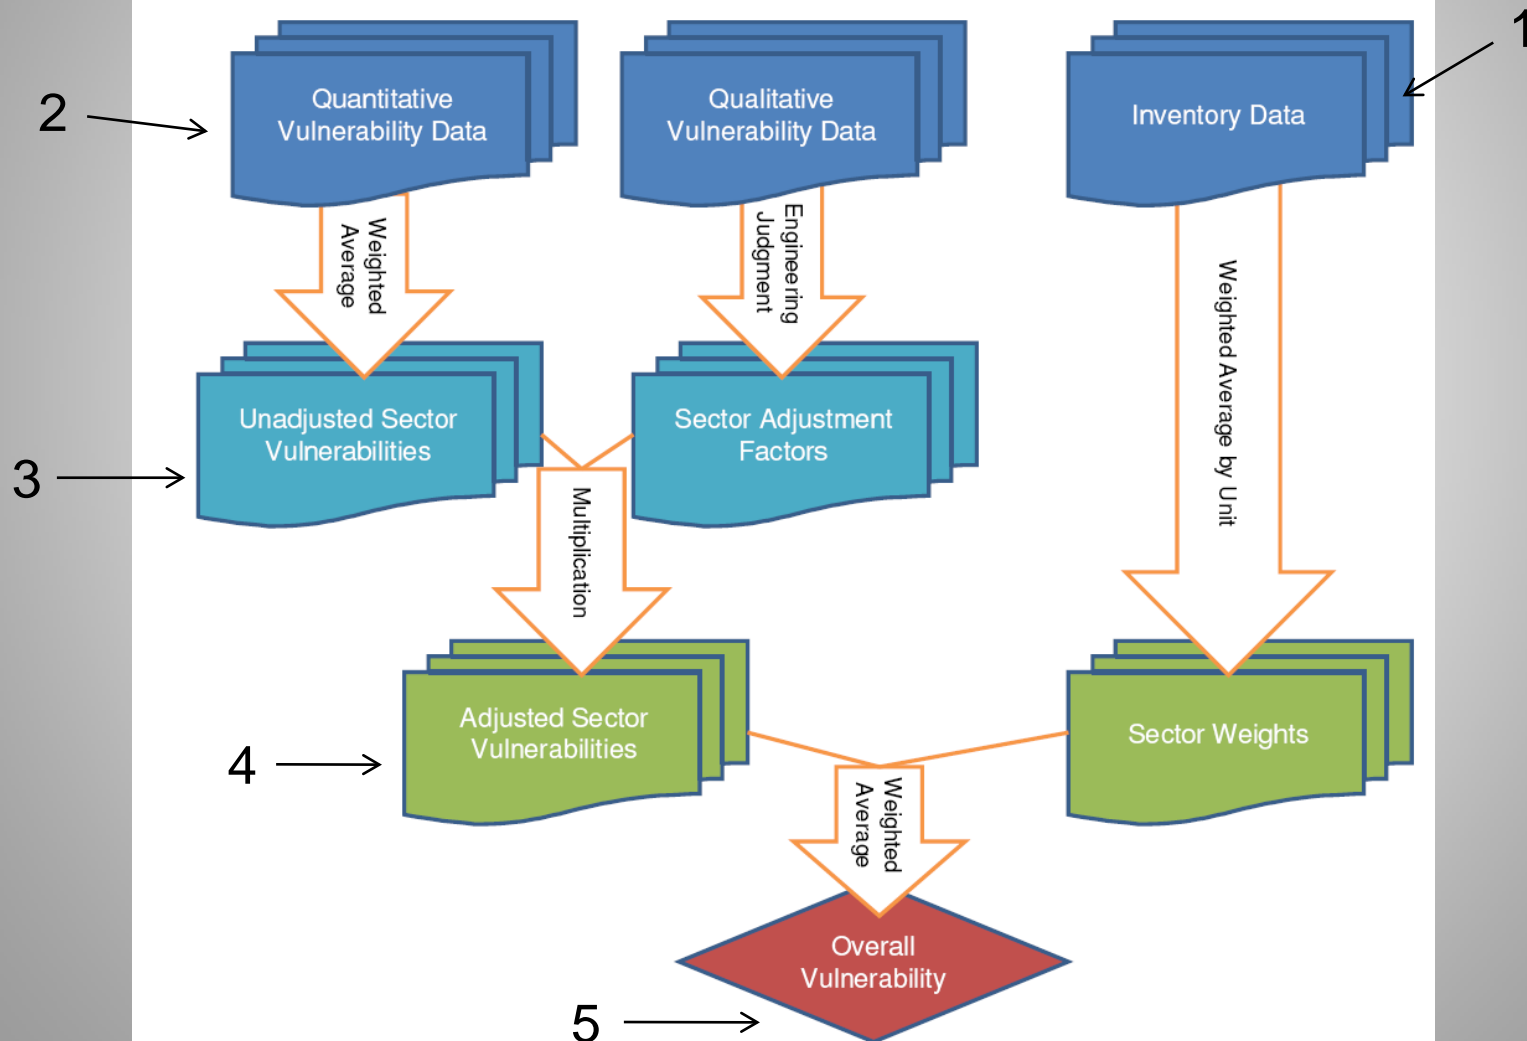 1
2
Quantitative
Vulnerability Data
Qualitative
Vulnerability Data
Inventory Data
Weighted
Average
Engineering
Judgment
Weighted Average by Unit
3
Unadjusted Sector
Vulnerabilities
Sector Adjustment
Factors
Multiplication
4
Adjusted Sector
Vulnerabilities
Sector Weights
Weighted
Average
5
Overall
Vulnerability